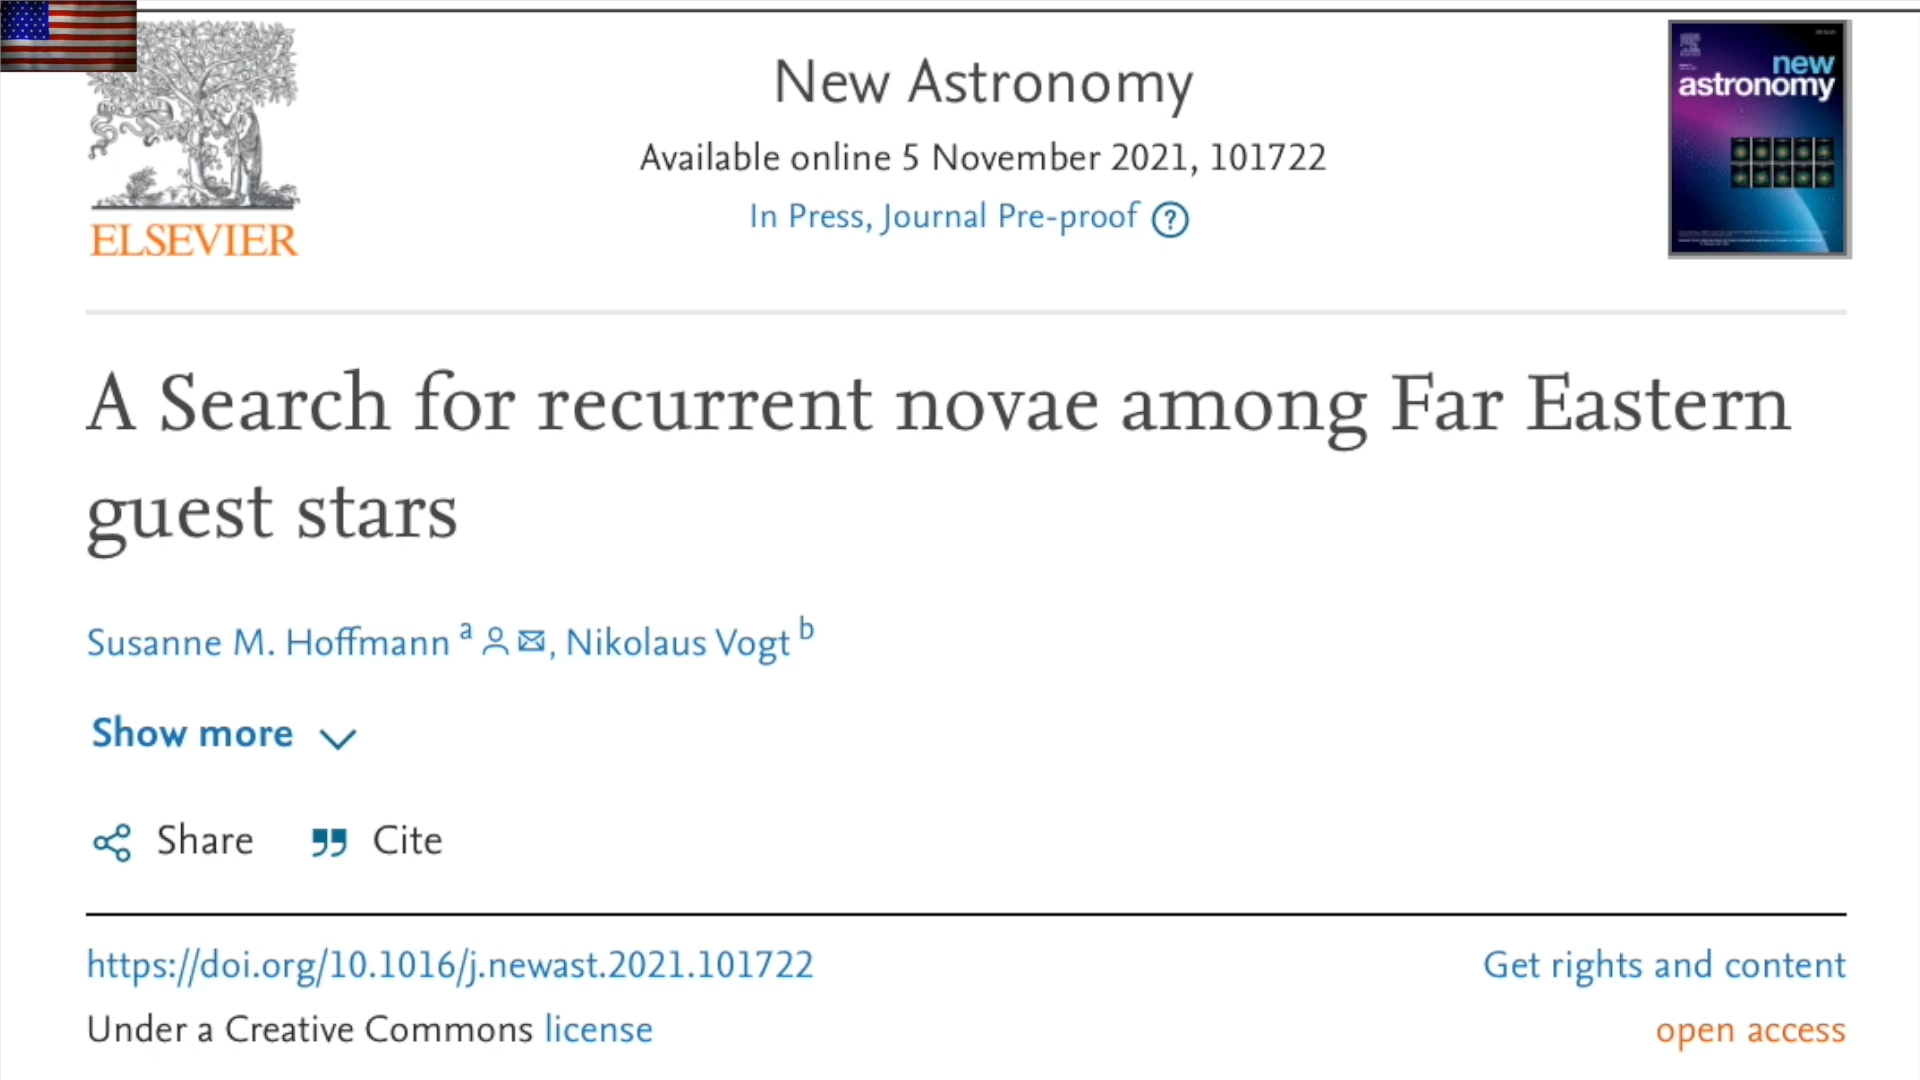 New Astronomy
Available online 5 November 2021, 101722
In Press, Journal Pre-proof ?
ELSEVIER
new
astronomy
A Search for recurrent novae among Far Eastern
guest stars
Susanne M. Hoffmann a, Nikolaus Vogt b
Show more
Share Cite
https://doi.org/10.1016/j.newast.2021.101722
Get rights and content
Under a Creative Commons license
open access